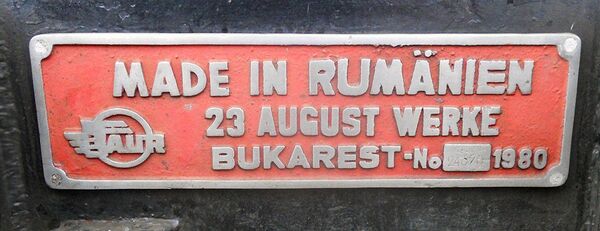 MADE IN RUMÄNIEN
23 AUGUST WERKE
FAUR
BUKAREST-No 1980